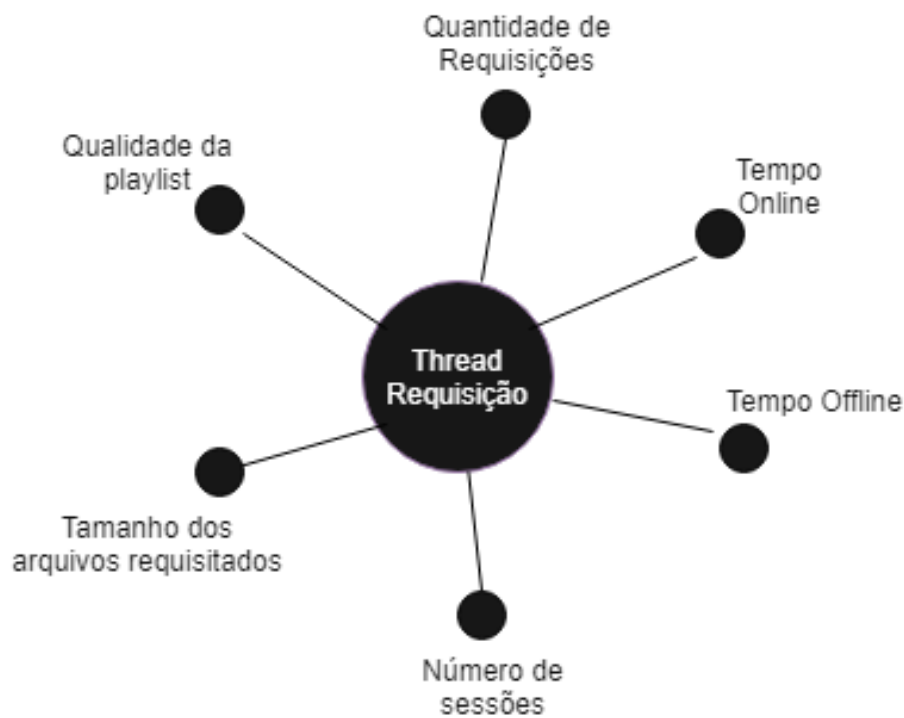 Quantidade de
Requisições
Qualidade da
playlist
Tempo
Online
Thread
Requisição
Tempo Offline
Tamanho dos
arquivos requisitados
Número de
sessões